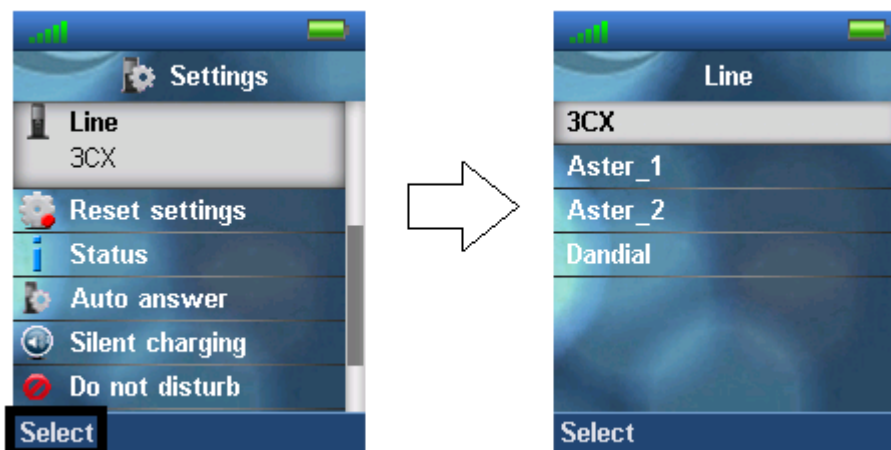 Settings
Line
3CX
Reset settings
Status
Auto answer
Silent charging
Do not disturb
Select
Line
3CX
Aster_1
Aster_2
Dandial
Select